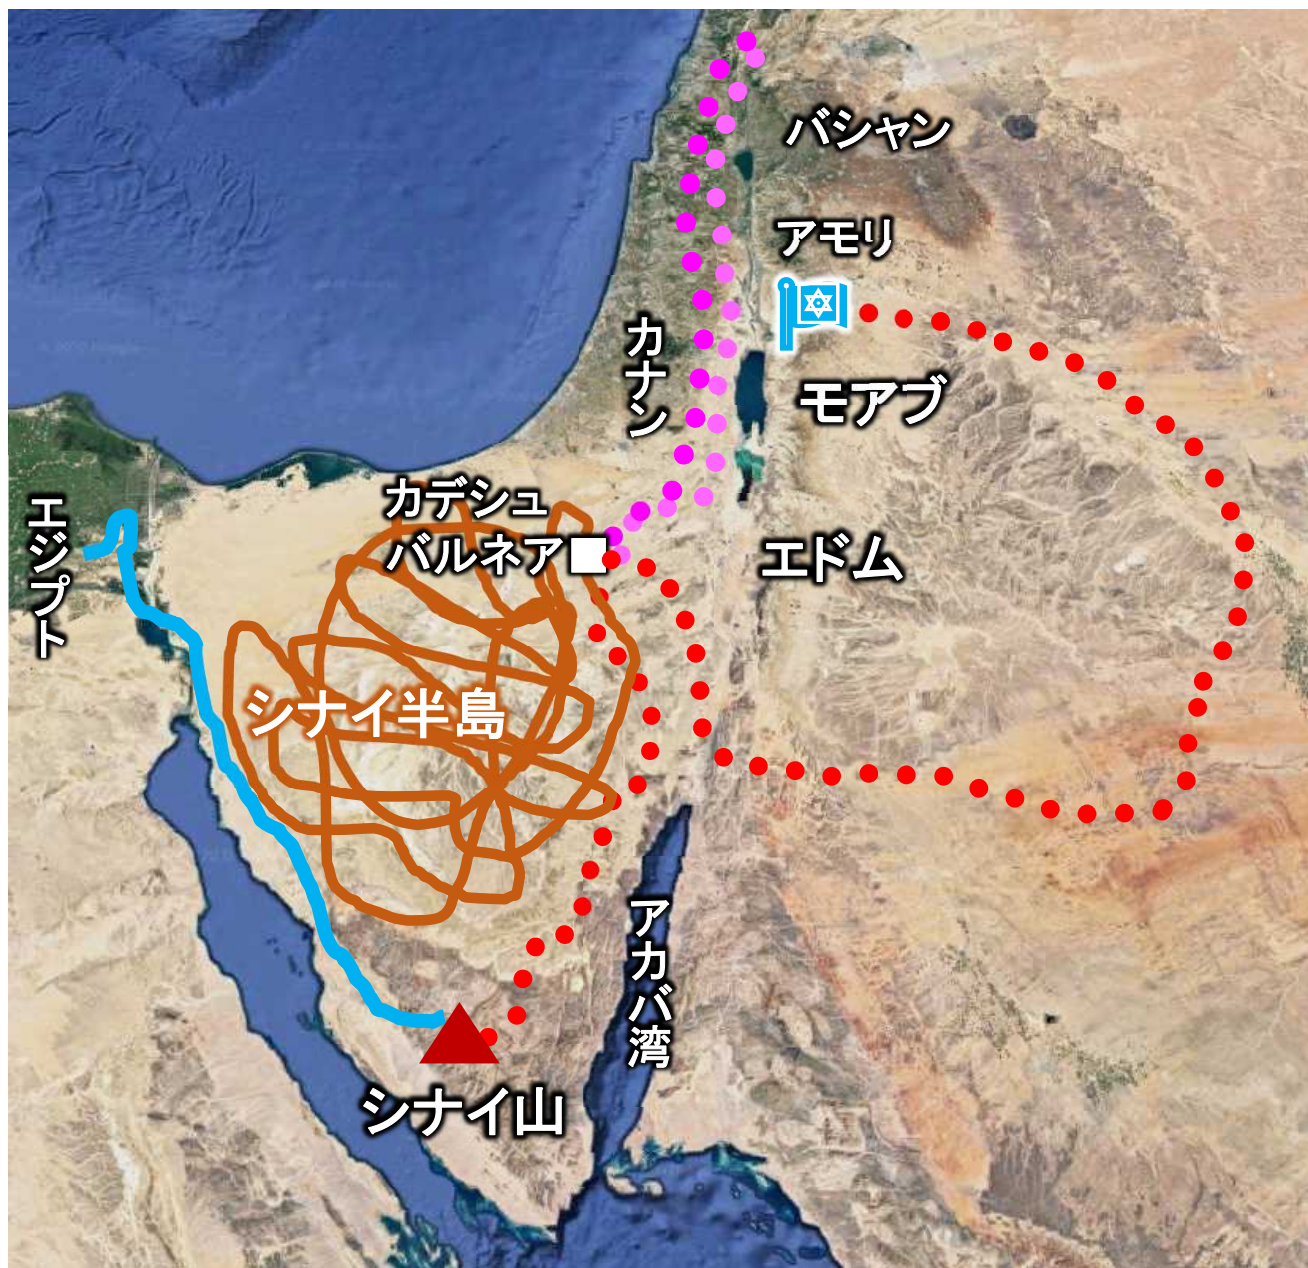 バシャン
アモリ
カナン
モアブ
カデシュ
バルネア
エジプト
エドム
シナイ半島
アカバ湾
シナイ山